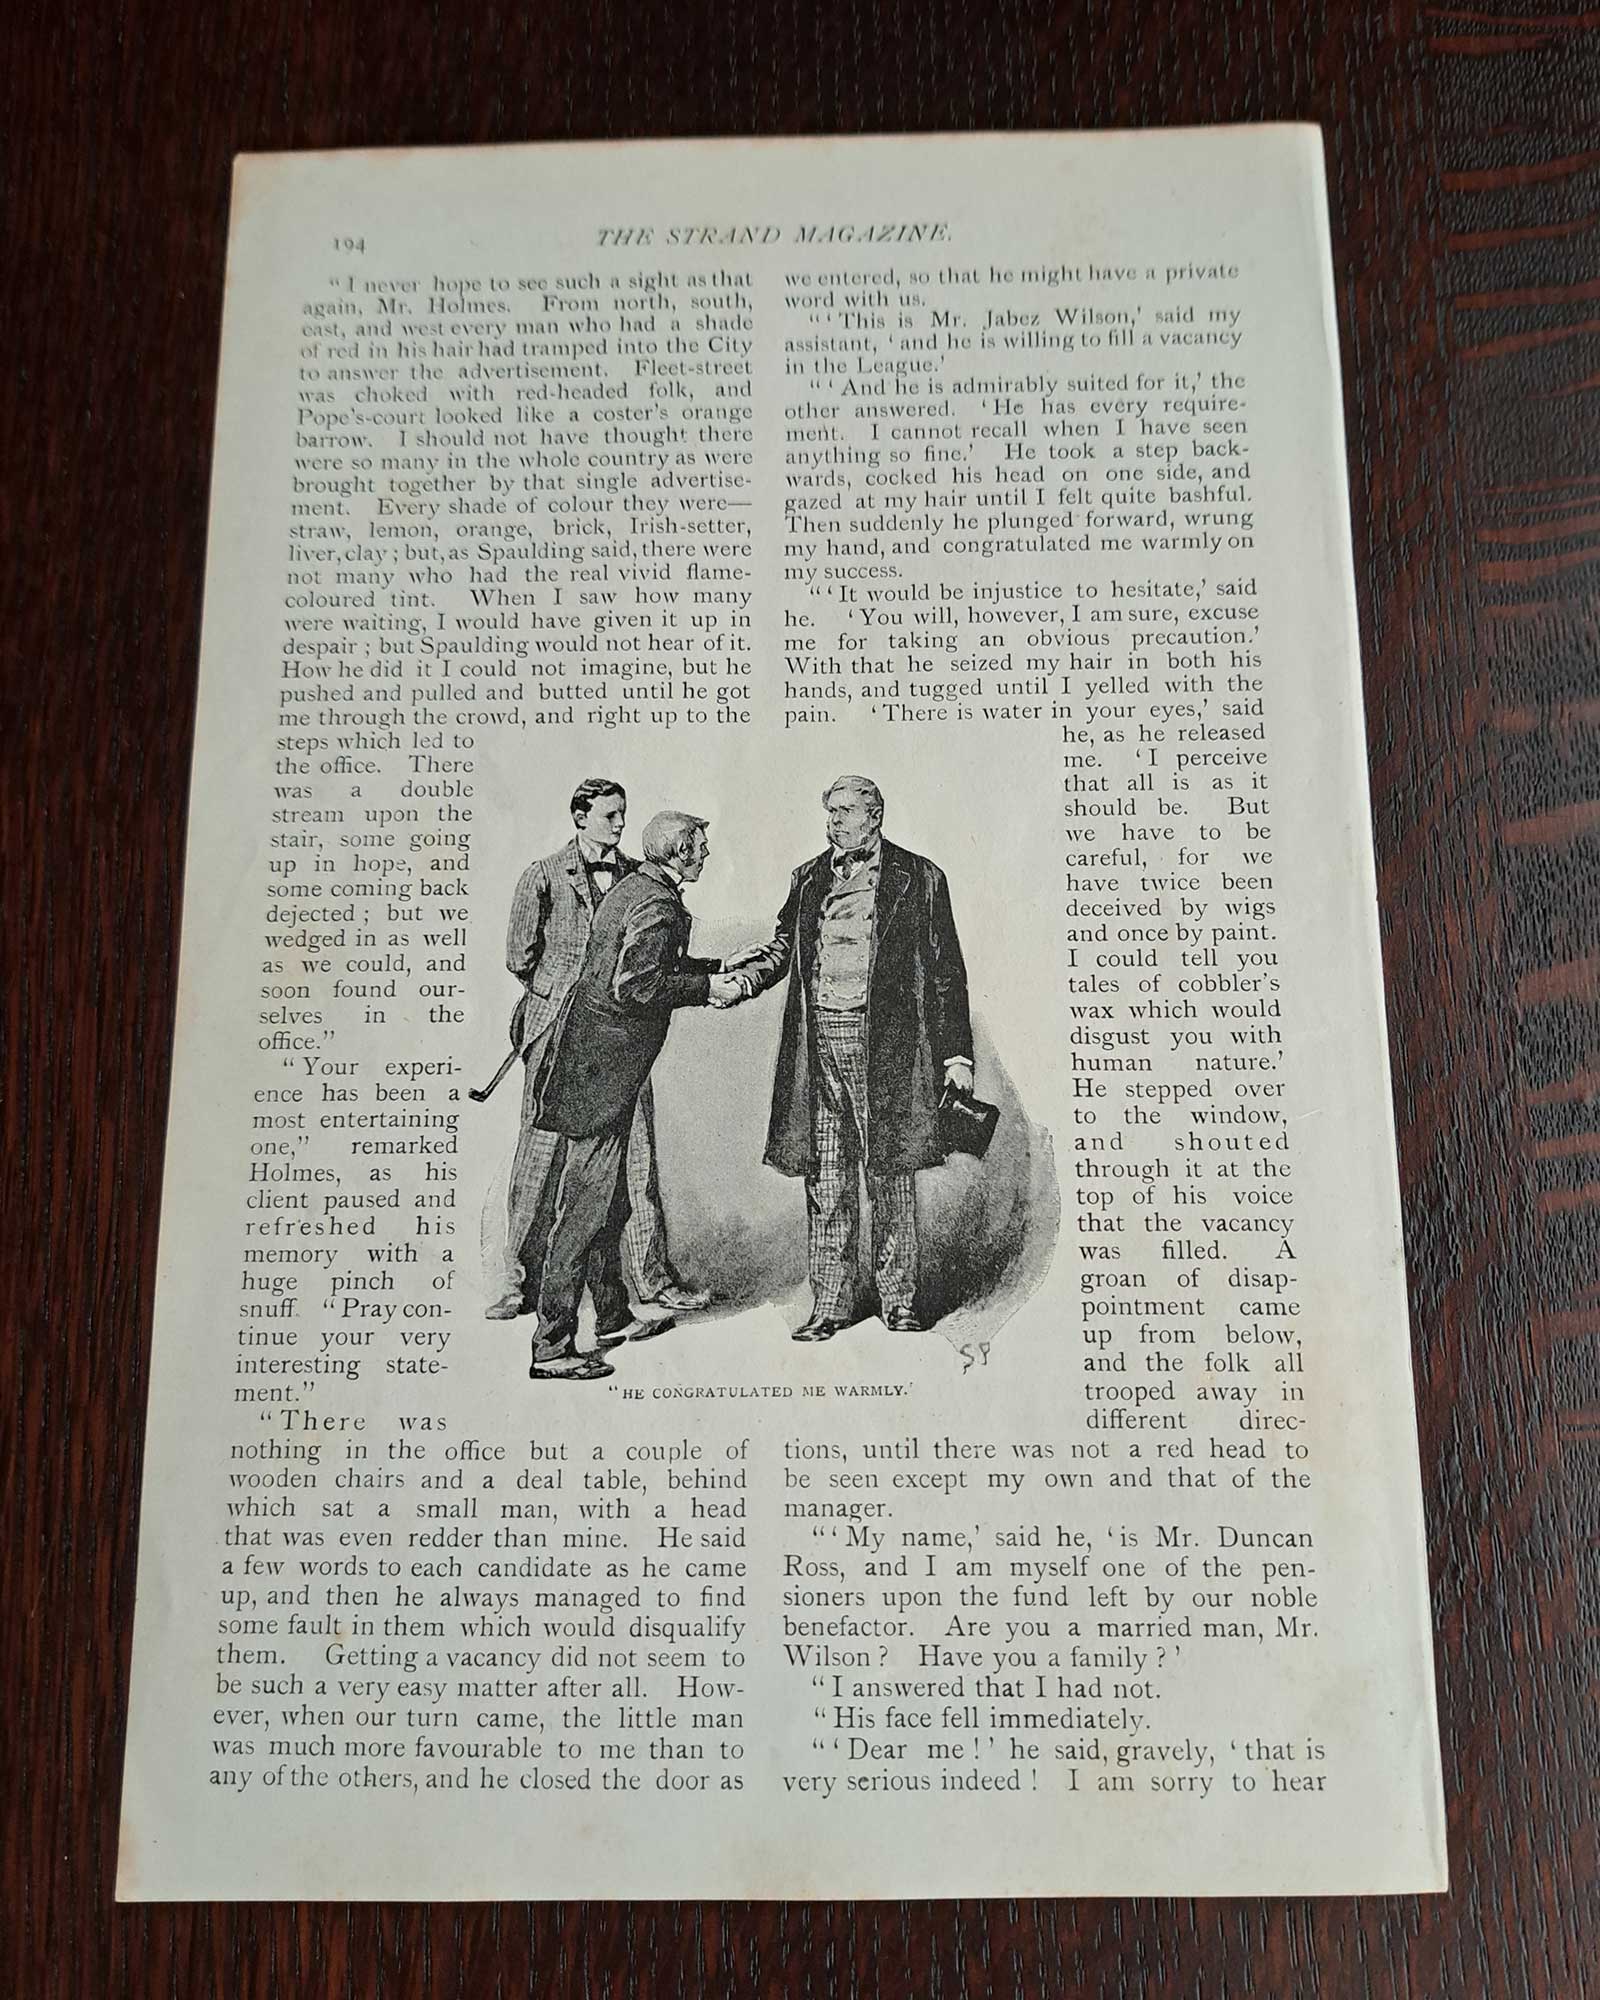 194
THE STRAND MAGAZINE.
"I never hope to see such a sight as that
again, Mr. Holmes. From north, south,
east, and west every man who had a shade
of red in his hair had tramped into the City
to answer the advertisement. Fleet-street
was choked with red-headed folk, and
Pope's-court looked like a coster's orange
barrow. I should not have thought there
were so many in the whole country as were
brought together by that single advertise-
ment. Every shade of colour they were—
straw, lemon, orange, brick, Irish-setter,
liver, clay; but, as Spaulding said, there were
not many who had the real vivid flame-
coloured tint. When I saw how many
were waiting, I would have given it up in
despair; but Spaulding would not hear of it.
How he did it I could not imagine, but he
pushed and pulled and butted until he got
me through the crowd, and right up to the
steps which led to
the office. There
was a double
stream upon the
stair, some going
up in hope, and
some coming back
dejected; but we
wedged in as well
as we could, and
soon found our-
selves in the
office."
"Your experi-
ence has been a
most entertaining
one," remarked
Holmes, as his
client paused and
refreshed his
memory with a
huge pinch of
snuff. "Pray con-
tinue your very
interesting state-
ment."
"There was
nothing in the office but a couple of
wooden chairs and a deal table, behind
which sat a small man, with a head
that was even redder than mine. He said
a few words to each candidate as he came
up, and then he always managed to find
some fault in them which would disqualify
them. Getting a vacancy did not seem to
be such a very easy matter after all. How-
ever, when our turn came, the little man
was much more favourable to me than to
any of the others, and he closed the door as
we entered, so that he might have a private
word with us.
"'This is Mr. Jabez Wilson,' said my
assistant, 'and he is willing to fill a vacancy
in the League.'
"'And he is admirably suited for it,' the
other answered. 'He has every require-
ment. I cannot recall when I have seen
anything so fine.' He took a step back-
wards, cocked his head on one side, and
gazed at my hair until I felt quite bashful.
Then suddenly he plunged forward, wrung
my hand, and congratulated me warmly on
my success.
"'It would be injustice to hesitate,' said
he. 'You will, however, I am sure, excuse
me for taking an obvious precaution.'
With that he seized my hair in both his
hands, and tugged until I yelled with the
pain. 'There is water in your eyes,' said
he, as he released
me. 'I perceive
that all is as it
should be. But
we have to be
careful, for we
have twice been
deceived by wigs
and once by paint.
I could tell you
tales of cobbler's
wax which would
disgust you with
human nature.'
He stepped over
to the window,
and shouted
through it at the
top of his voice
that the vacancy
was filled. A
groan of disap-
pointment came
up from below,
and the folk all
trooped away in
different direc-
tions, until there was not a red head to
be seen except my own and that of the
manager.
"'My name,' said he, 'is Mr. Duncan
Ross, and I am myself one of the pen-
sioners upon the fund left by our noble
benefactor. Are you a married man, Mr.
Wilson? Have you a family?'
"I answered that I had not.
"His face fell immediately.
"'Dear me!' he said, gravely, 'that is
very serious indeed! I am sorry to hear
SP
"HE CONGRATULATED ME WARMLY."